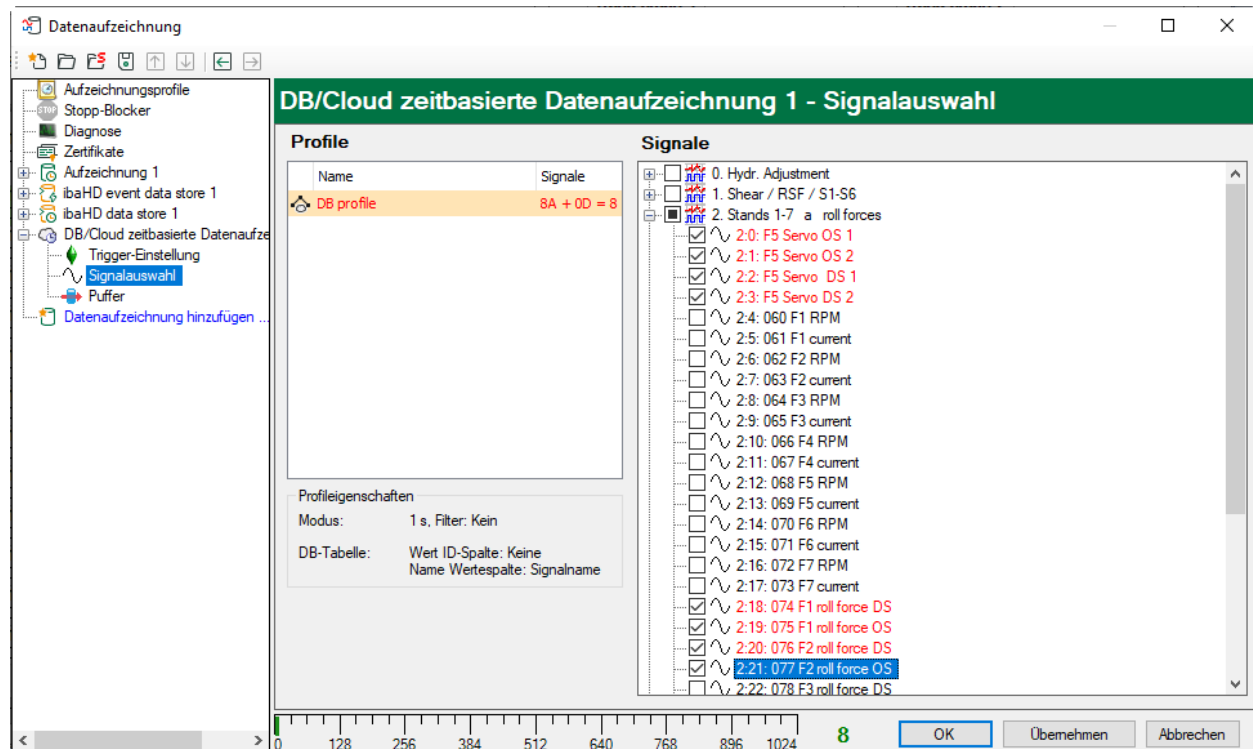 Datenaufzeichnung
Aufzeichnungsprofile
STOP
Stopp-Blocker
Diagnose
Zertifikate
Aufzeichnung 1
ibaHD event data store 1
ibaHD data store 1
DB/Cloud zeitbasierte Datenaufze
Trigger-Einstellung
Signalauswahl
Puffer
Datenaufzeichnung hinzufügen ...
DB/Cloud zeitbasierte Datenaufzeichnung 1 - Signalauswahl
Profile
Name Signale
DB profile 8A + 0D = 8
Profileigenschaften
Modus: 1 s, Filter: Kein
DB-Tabelle: Wert ID-Spalte: Keine
Name Wertespalte: Signalname
Signale
0. Hydr. Adjustment
1. Shear / RSF / S1-S6
2. Stands 1-7 a roll forces
2:0: F5 Servo OS 1
2:1: F5 Servo OS 2
2:2: F5 Servo DS 1
2:3: F5 Servo DS 2
2:4: 060 F1 RPM
2:5: 061 F1 current
2:6: 062 F2 RPM
2:7: 063 F2 current
2:8: 064 F3 RPM
2:9: 065 F3 current
2:10: 066 F4 RPM
2:11: 067 F4 current
2:12: 068 F5 RPM
2:13: 069 F5 current
2:14: 070 F6 RPM
2:15: 071 F6 current
2:16: 072 F7 RPM
2:17: 073 F7 current
2:18: 074 F1 roll force DS
2:19: 075 F1 roll force OS
2:20: 076 F2 roll force DS
2:21: 077 F2 roll force OS
2:22: 078 F3 roll force DS
0 128 256 384 512 640 768 896 1024
8
OK Übernehmen Abbrechen